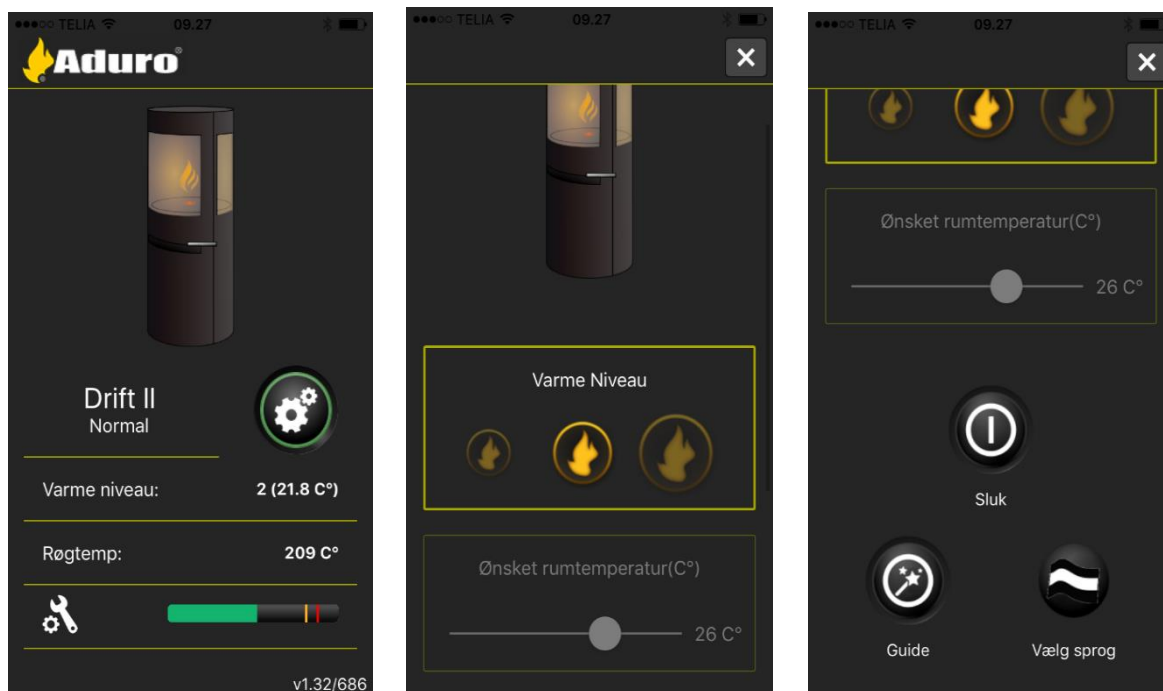 TELIA 09.27
Aduro®
Drift II
Normal
Varme niveau: 2 (21.8 C°)
Røgtemp: 209 C°
v1.32/686
TELIA 09.27
Varme Niveau
Ønsket rumtemperatur(C°)
26 C°
TELIA 09.27
Ønsket rumtemperatur(C°)
26 C°
Sluk
Guide Vælg sprog